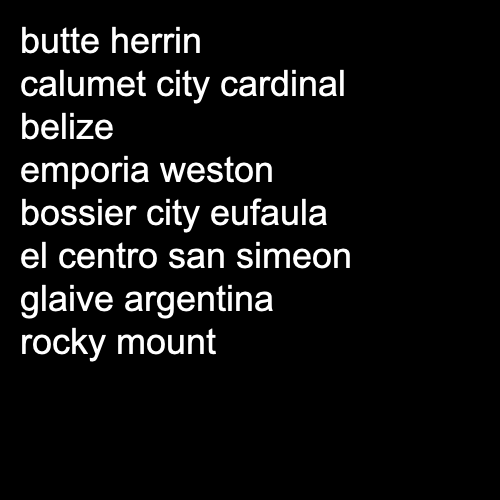 butte herrin
calumet city cardinal
belize
emporia weston
bossier city eufaula
el centro san simeon
glaive argentina
rocky mount